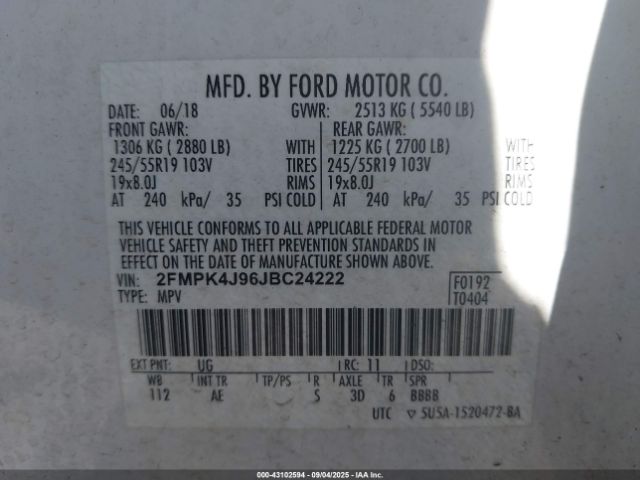 MFD. BY FORD MOTOR CO.
DATE: 06/18 GVWR: 2513 KG ( 5540 LB)
FRONT GAWR: REAR GAWR:
1306 KG ( 2880 LB) WITH 1225 KG ( 2700 LB) WITH
245/55R19 103V TIRES 245/55R19 103V TIRES
19x8.0J RIMS 19x8.0J RIMS
AT 240 kPa/ 35 PSI COLD AT 240 kPa/ 35 PSI COLD
THIS VEHICLE CONFORMS TO ALL APPLICABLE FEDERAL MOTOR
VEHICLE SAFETY AND THEFT PREVENTION STANDARDS IN
EFFECT ON THE DATE OF MANUFACTURE SHOWN ABOVE.
VIN: 2FMPK4J96JBC24222 F0192
TYPE: MPV T0404
EXT PNT: UG RC: 11 DSO:
WB INT TR TP/PS R AXLE TR SPR
112 AE S 3D 6 BBBB
UTC ▽ SU5A-1520472-BA
000-43102594 - 09/04/2025 - IAAI.COM